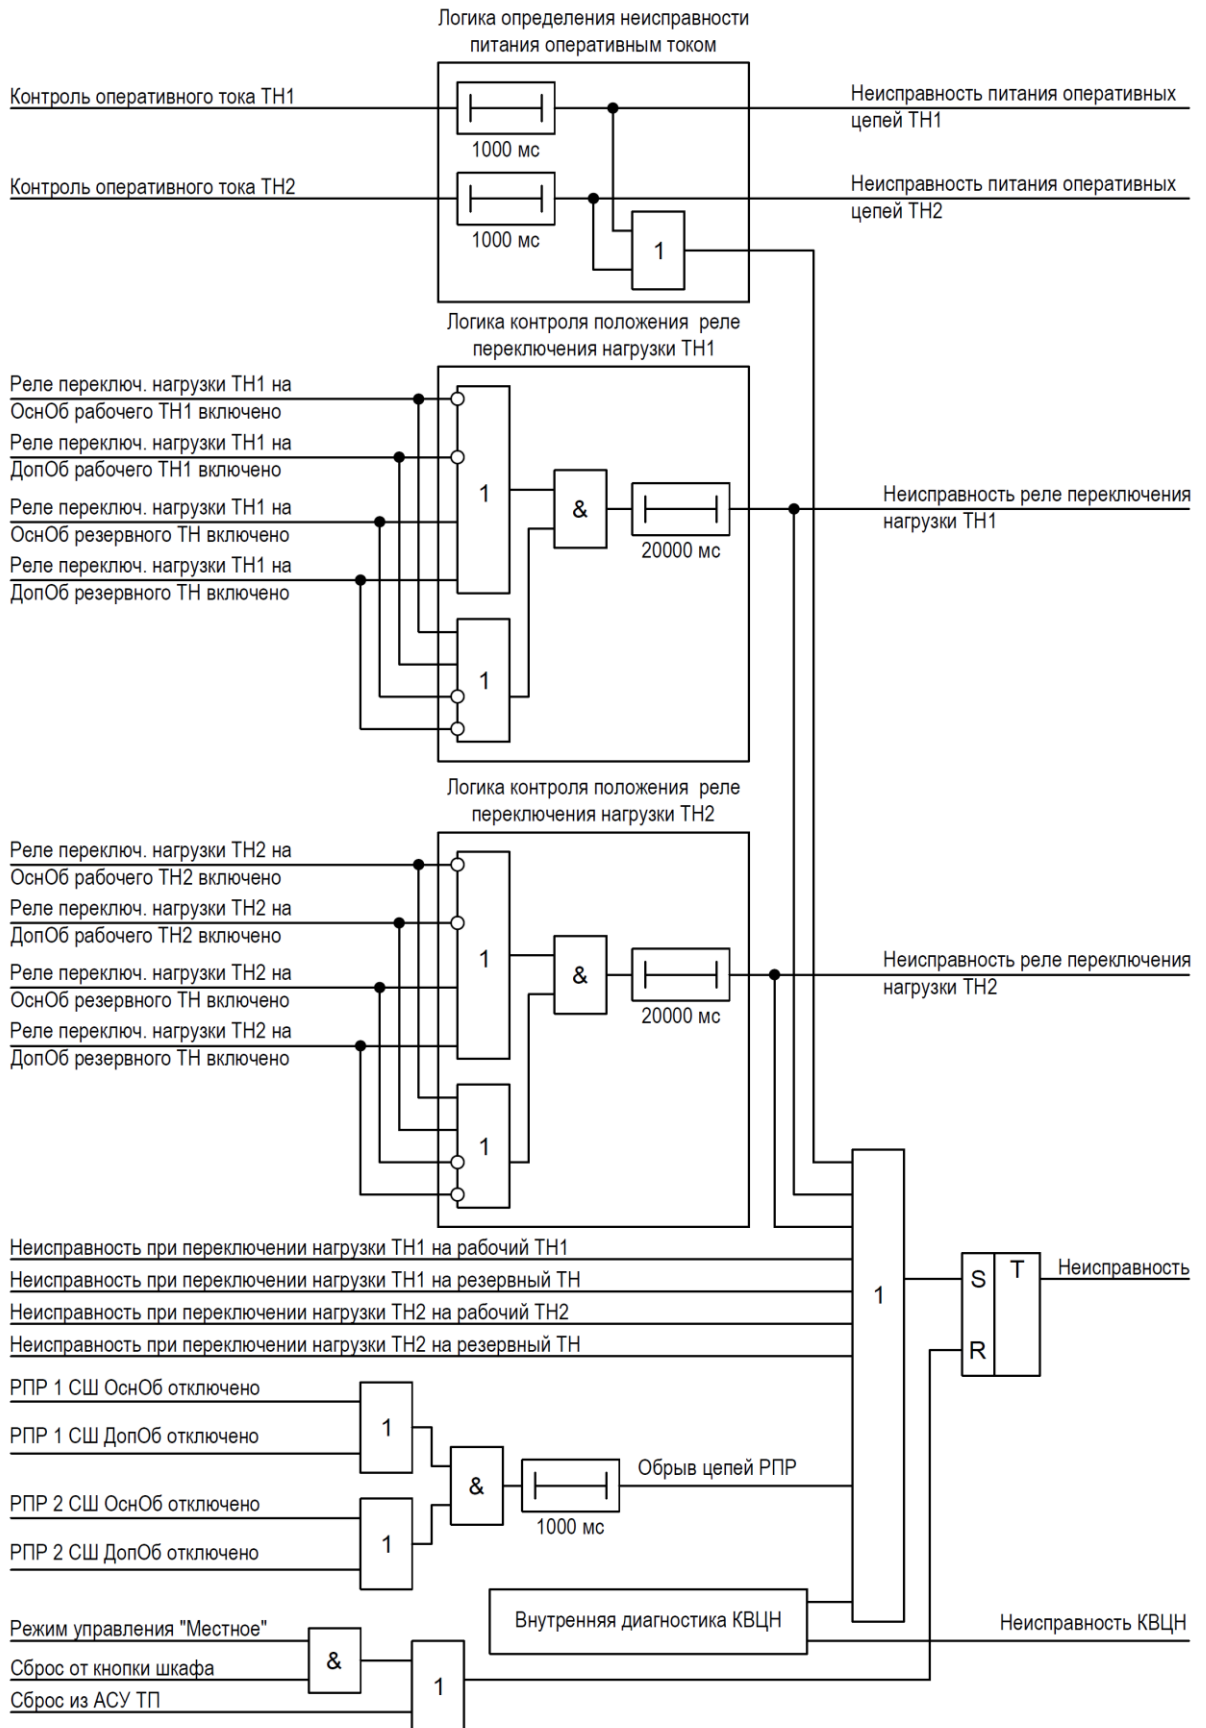 Логика определения неисправности
питания оперативным током
Контроль оперативного тока ТН1
1000 мс
Неисправность питания оперативных
цепей ТН1
Контроль оперативного тока ТН2
1000 мс
Неисправность питания оперативных
цепей ТН2
1
Логика контроля положения реле
переключения нагрузки ТН1
Реле переключ. нагрузки ТН1 на
ОснОб рабочего ТН1 включено
Реле переключ. нагрузки ТН1 на
ДопОб рабочего ТН1 включено
Реле переключ. нагрузки ТН1 на
ОснОб резервного ТН включено
Реле переключ. нагрузки ТН1 на
ДопОб резервного ТН включено
1
&
20000 мс
1
Неисправность реле переключения
нагрузки ТН1
Логика контроля положения реле
переключения нагрузки ТН2
Реле переключ. нагрузки ТН2 на
ОснОб рабочего ТН2 включено
Реле переключ. нагрузки ТН2 на
ДопОб рабочего ТН2 включено
Реле переключ. нагрузки ТН2 на
ОснОб резервного ТН включено
Реле переключ. нагрузки ТН2 на
ДопОб резервного ТН включено
1
&
20000 мс
1
Неисправность реле переключения
нагрузки ТН2
Неисправность при переключении нагрузки ТН1 на рабочий ТН1
Неисправность при переключении нагрузки ТН1 на резервный ТН
Неисправность при переключении нагрузки ТН2 на рабочий ТН2
Неисправность при переключении нагрузки ТН2 на резервный ТН
1
S
T
R
Неисправность
РПР 1 СШ ОснОб отключено
РПР 1 СШ ДопОб отключено
1
РПР 2 СШ ОснОб отключено
РПР 2 СШ ДопОб отключено
1
&
1000 мс
Обрыв цепей РПР
Внутренняя диагностика КВЦН
Неисправность КВЦН
Режим управления "Местное"
Сброс от кнопки шкафа
Сброс из АСУ ТП
&
1